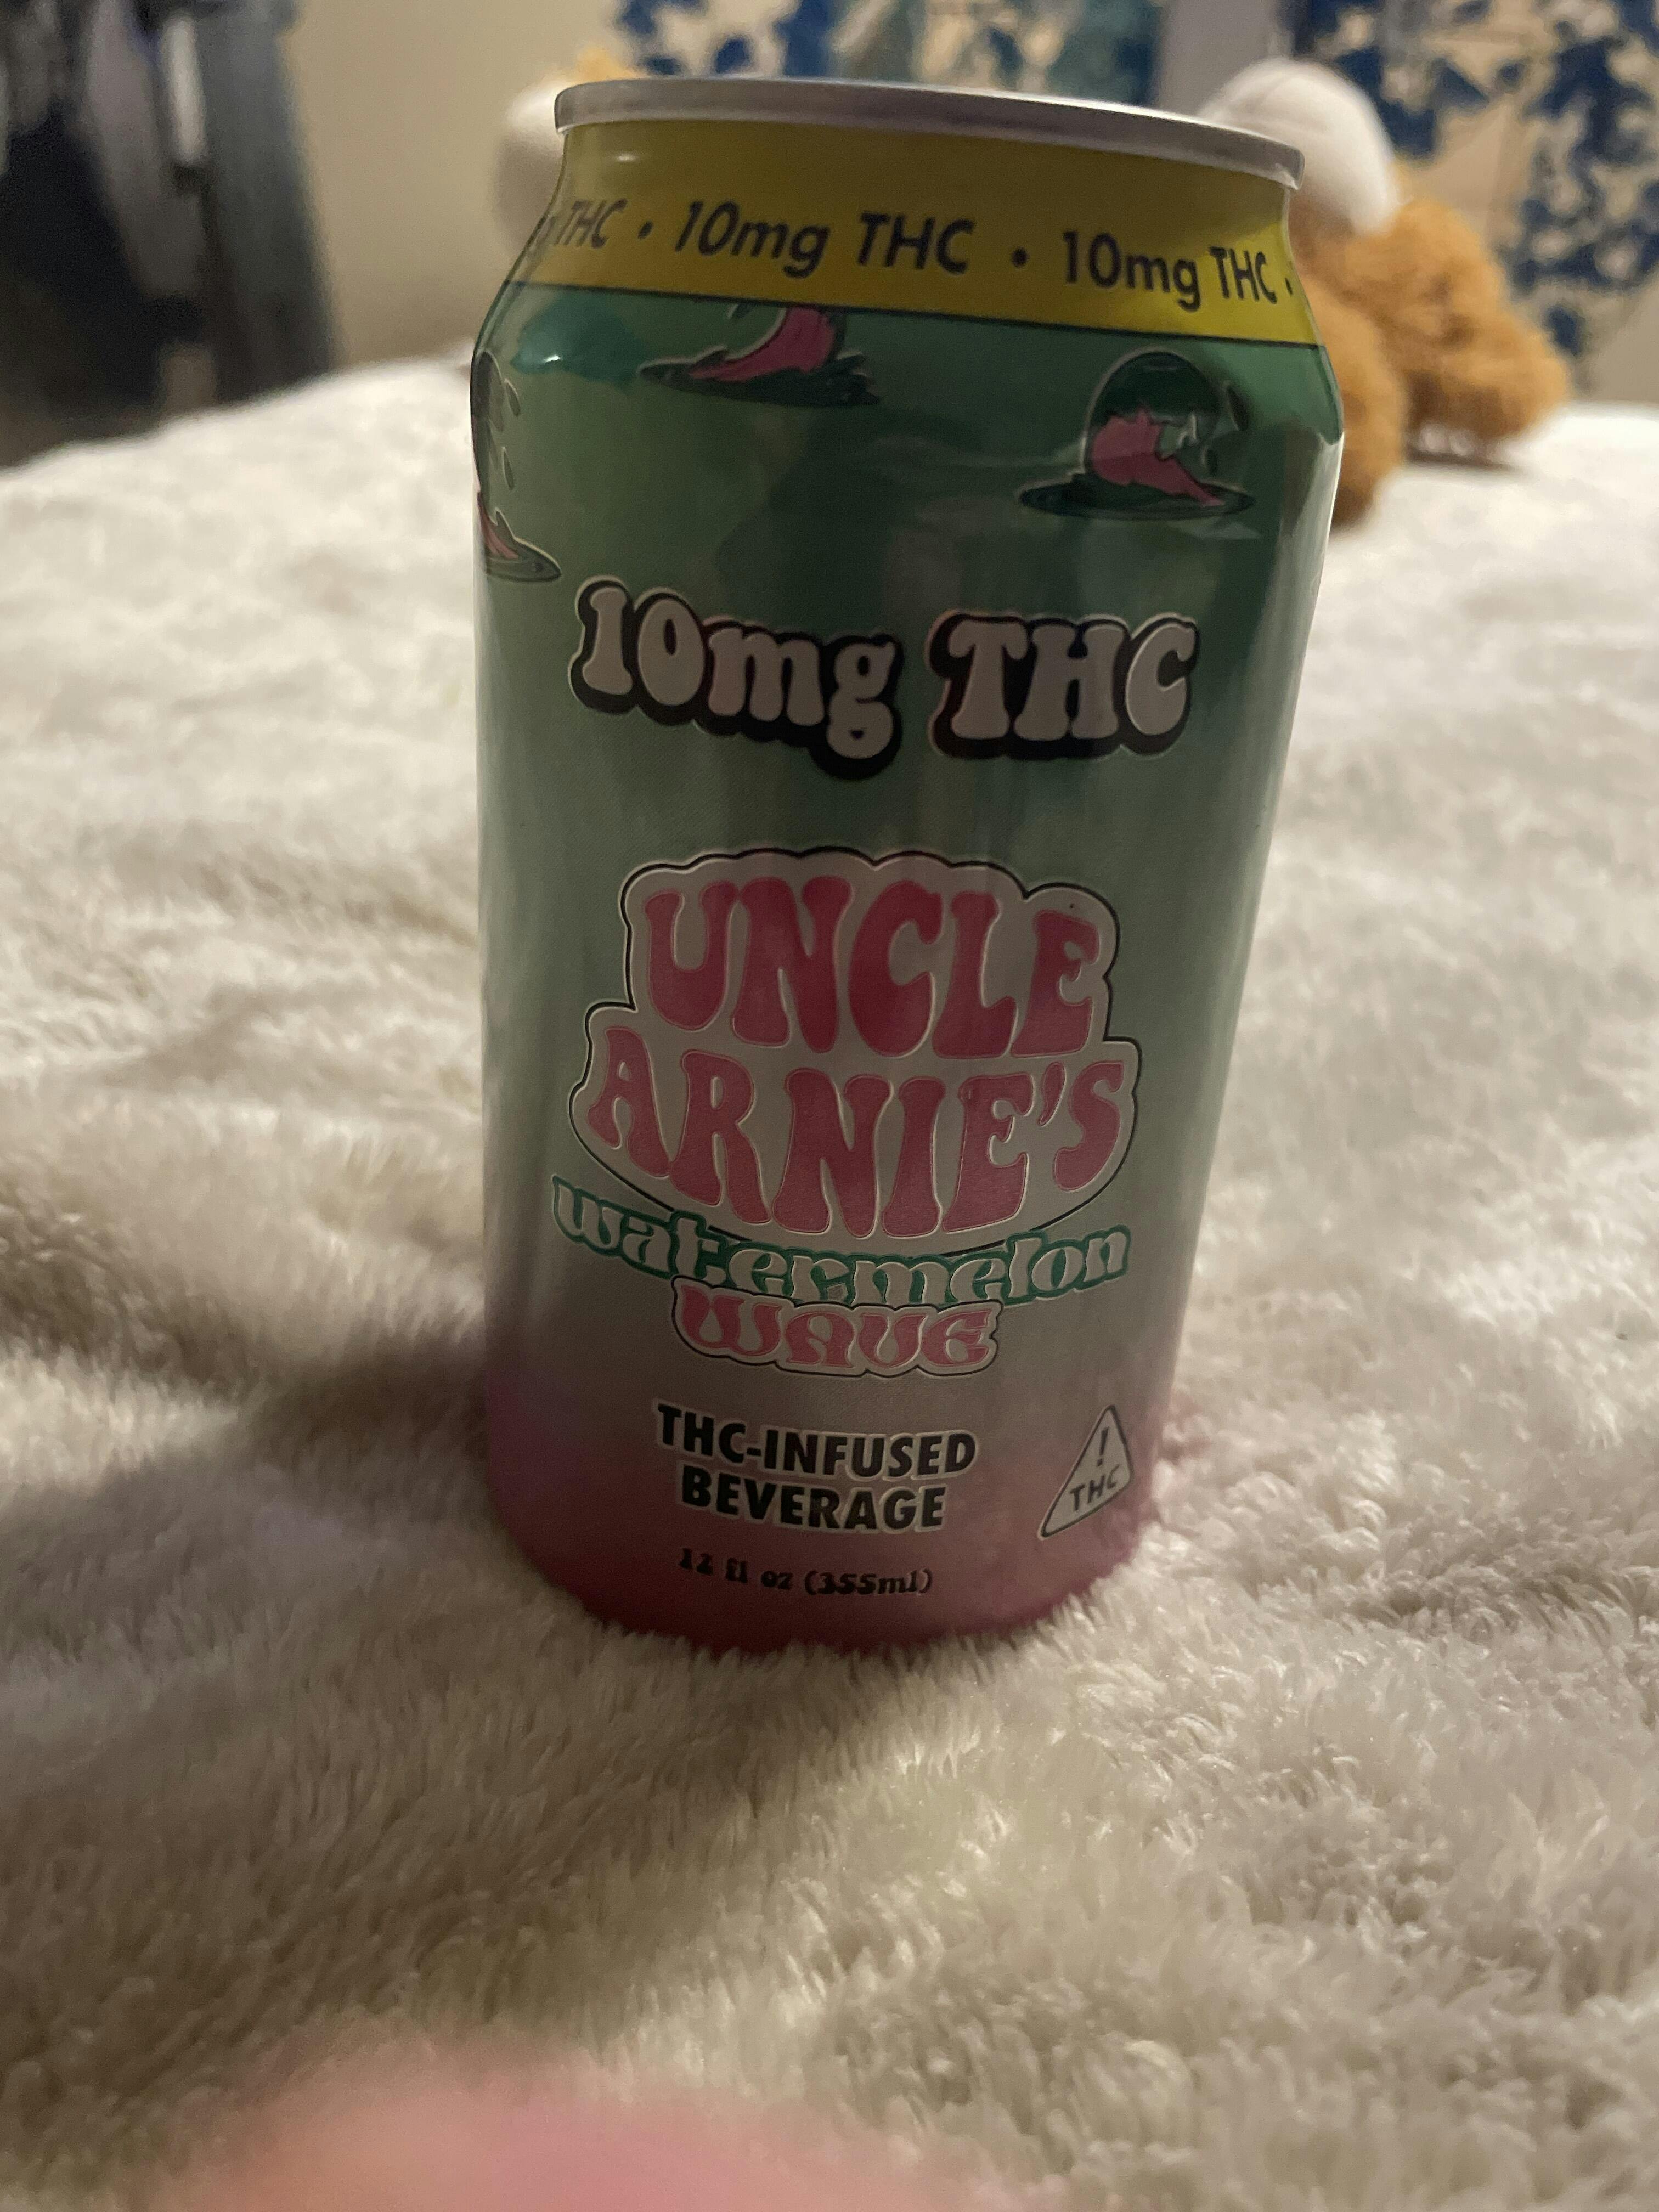 THC • 10mg THC • 10mg THC •
10mg THC
UNCLE
ARNIE'S
watermelon
WAVE
THC-INFUSED
BEVERAGE
!
THC
12 fl oz (355ml)